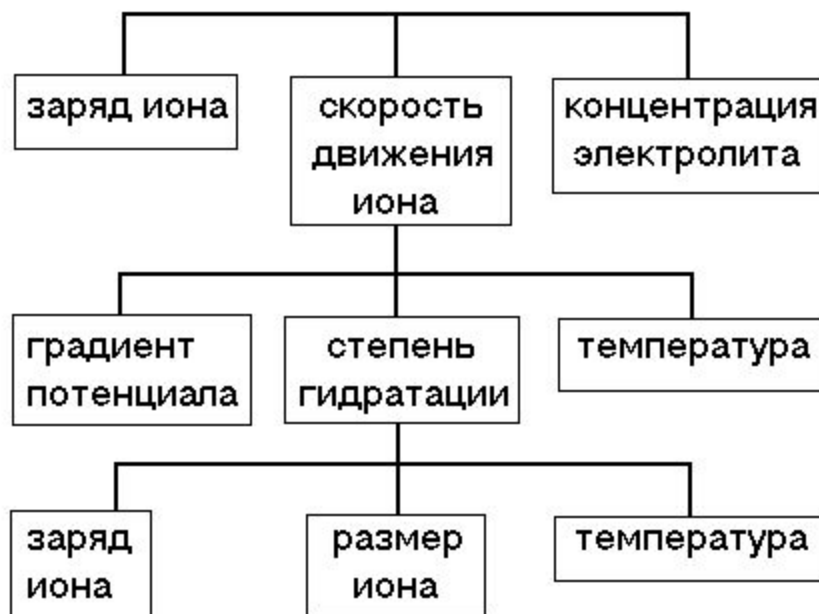 заряд иона
скорость
движения
иона
концентрация
электролита
градиент
потенциала
степень
гидратации
температура
заряд
иона
размер
иона
температура